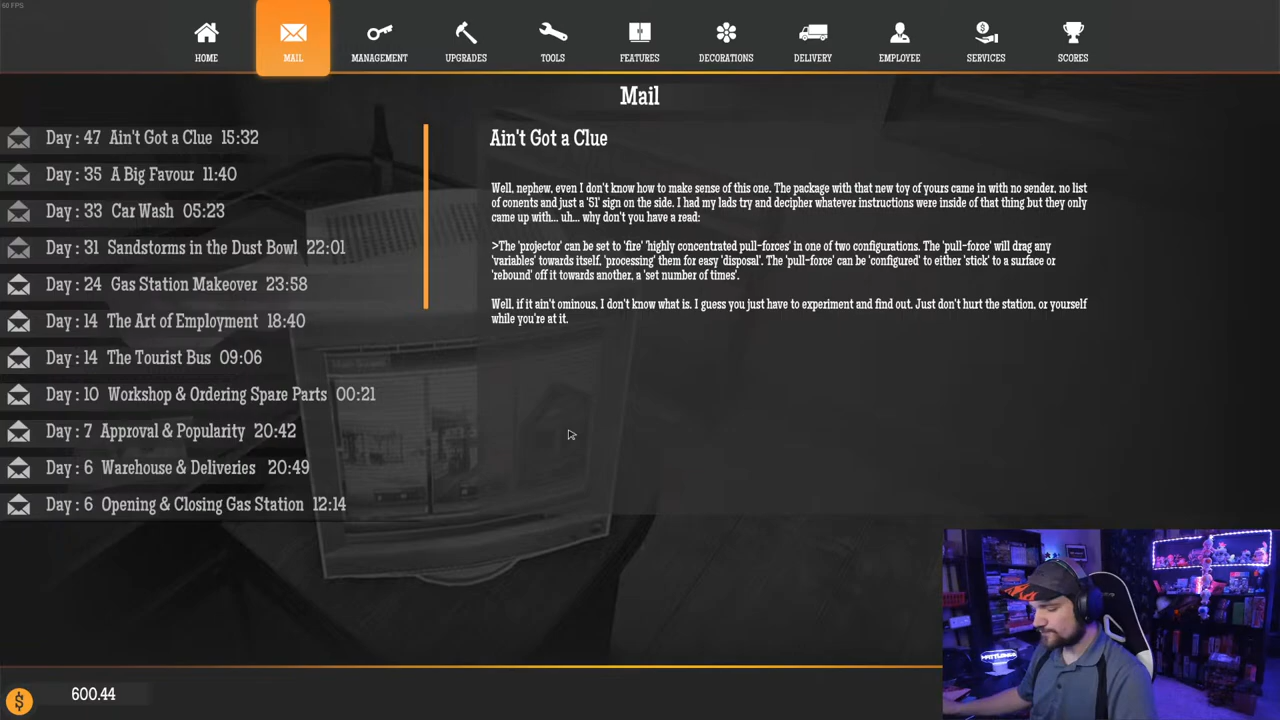 60 FPS
HOME
MAIL
MANAGEMENT
UPGRADES
TOOLS
FEATURES
DECORATIONS
DELIVERY
EMPLOYEE
SERVICES
SCORES
Mail
Day : 47 Ain't Got a Clue 15:32
Day : 35 A Big Favour 11:40
Day : 33 Car Wash 05:23
Day : 31 Sandstorms in the Dust Bowl 22:01
Day : 24 Gas Station Makeover 23:58
Day : 14 The Art of Employment 18:40
Day : 14 The Tourist Bus 09:06
Day : 10 Workshop & Ordering Spare Parts 00:21
Day : 7 Approval & Popularity 20:42
Day : 6 Warehouse & Deliveries 20:49
Day : 6 Opening & Closing Gas Station 12:14
Ain't Got a Clue
Well, nephew, even I don't know how to make sense of this one. The package with that new toy of yours came in with no sender, no list
of conents and just a '51' sign on the side. I had my lads try and decipher whatever instructions were inside of that thing but they only
came up with... uh... why don't you have a read:
>The 'projector' can be set to 'fire' 'highly concentrated pull-forces' in one of two configurations. The 'pull-force' will drag any
'variables' towards itself, 'processing' them for easy 'disposal'. The 'pull-force' can be 'configured' to either 'stick' to a surface or
'rebound' off it towards another, a 'set number of times'.
Well, if it ain't ominous, I don't know what is. I guess you just have to experiment and find out. Just don't hurt the station, or yourself
while you're at it.
$ 600.44